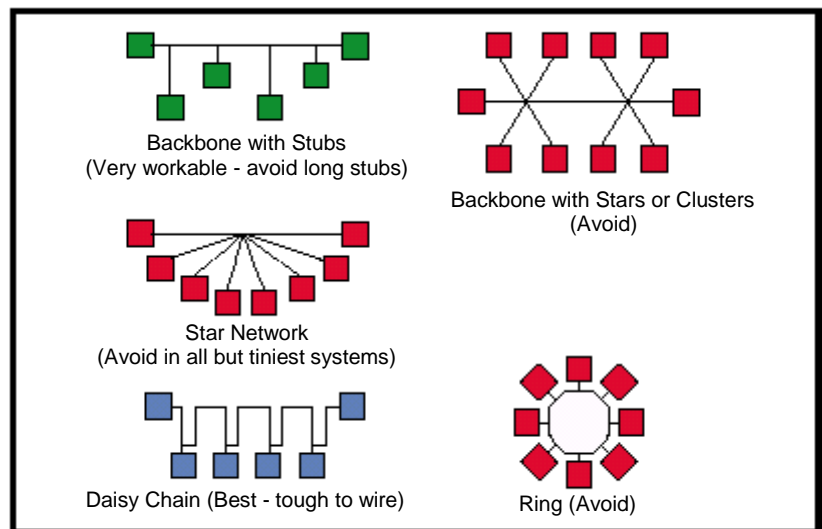 Backbone with Stubs
(Very workable - avoid long stubs)
Backbone with Stars or Clusters
(Avoid)
Star Network
(Avoid in all but tiniest systems)
Daisy Chain (Best - tough to wire)
Ring (Avoid)